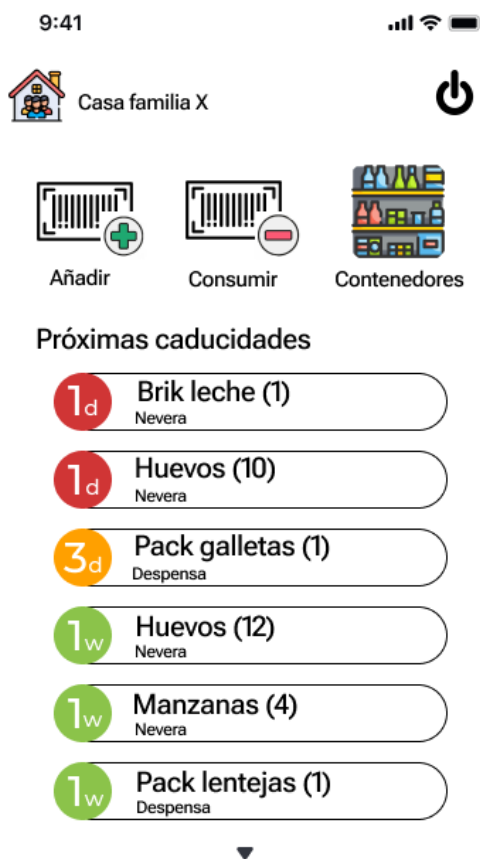 9:41
Casa familia X
Añadir
Consumir
Contenedores
Próximas caducidades
1d
Brik leche (1)
Nevera
1d
Huevos (10)
Nevera
3d
Pack galletas (1)
Despensa
1w
Huevos (12)
Nevera
1w
Manzanas (4)
Nevera
1w
Pack lentejas (1)
Despensa